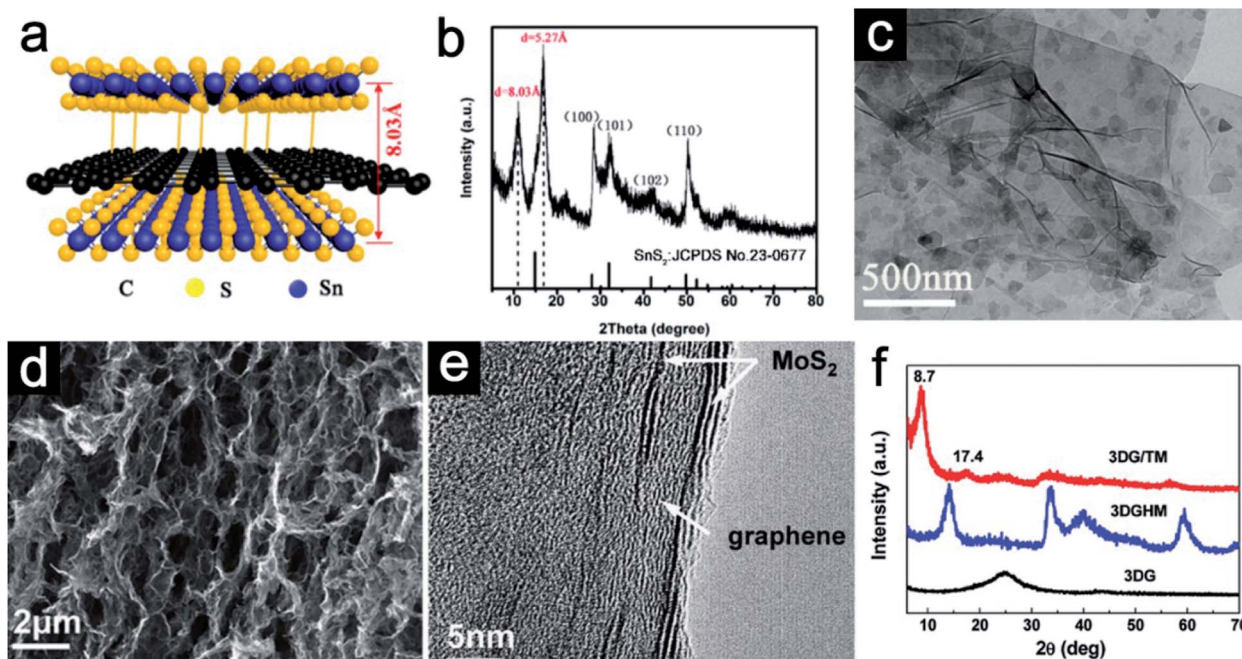 a
8.03Å
C S Sn
b
d=5.27Å
d=8.03Å
(100)
(101)
(102)
(110)
SnS₂:JCPDS No.23-0677
Intensity (a.u.)
10 20 30 40 50 60 70 80
2Theta (degree)
c
500nm
d
2μm
e
MoS₂
graphene
5nm
f
8.7
17.4
3DG/TM
3DGHM
3DG
Intensity (a.u.)
10 20 30 40 50 60 70
2θ (deg)